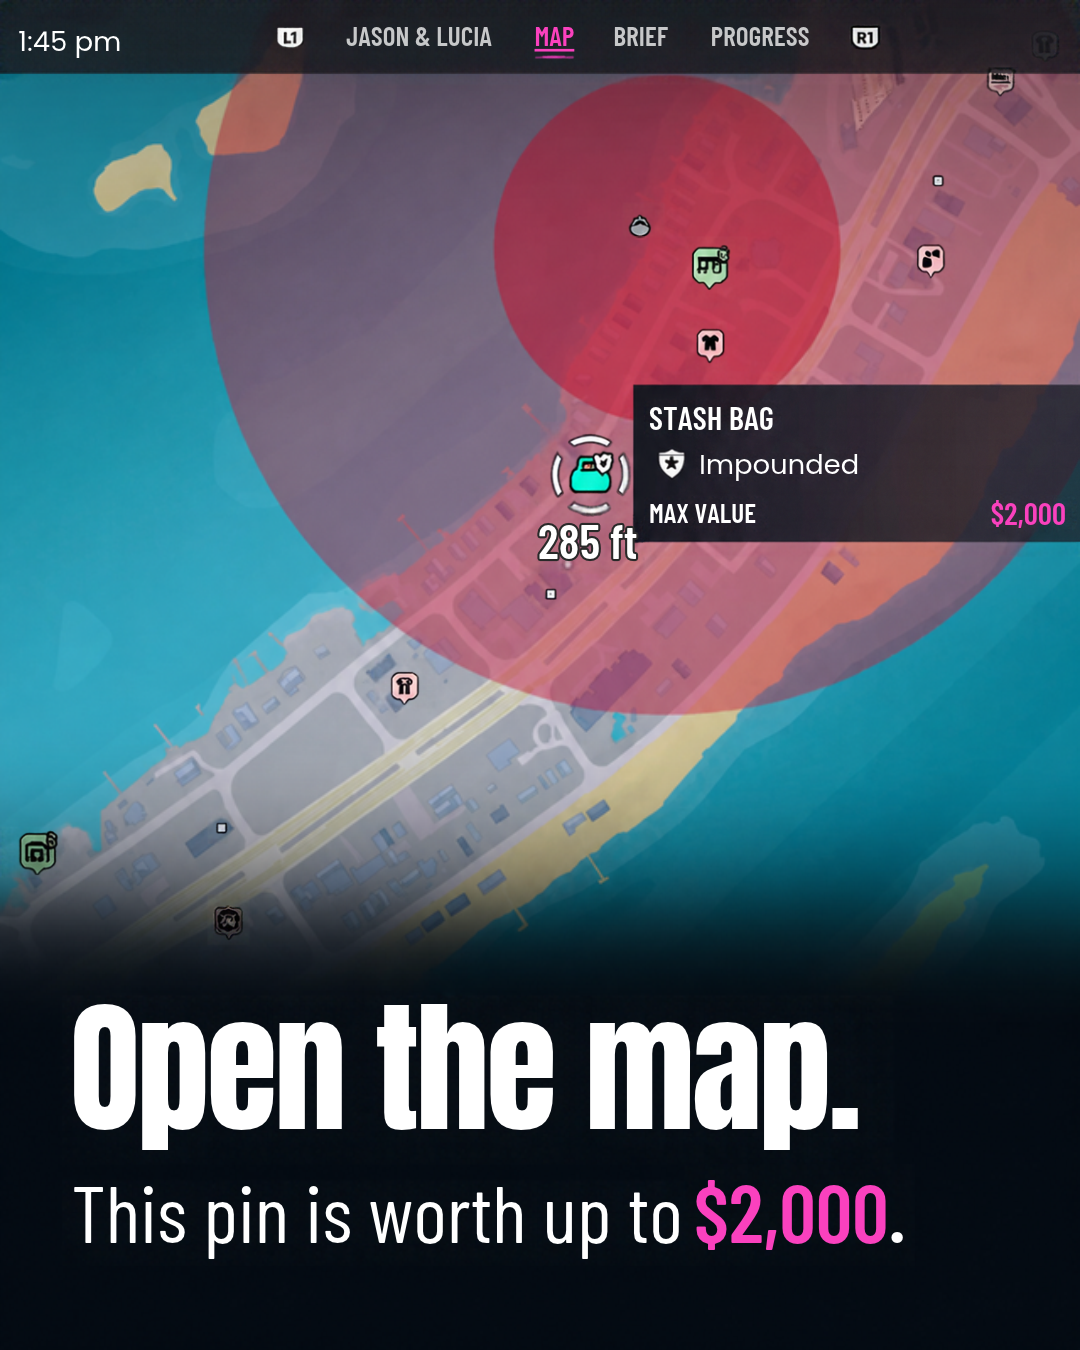 1:45 pm
L1 JASON & LUCIA MAP BRIEF PROGRESS R1
STASH BAG
Impounded
MAX VALUE $2,000
285 ft
Open the map.
This pin is worth up to $2,000.